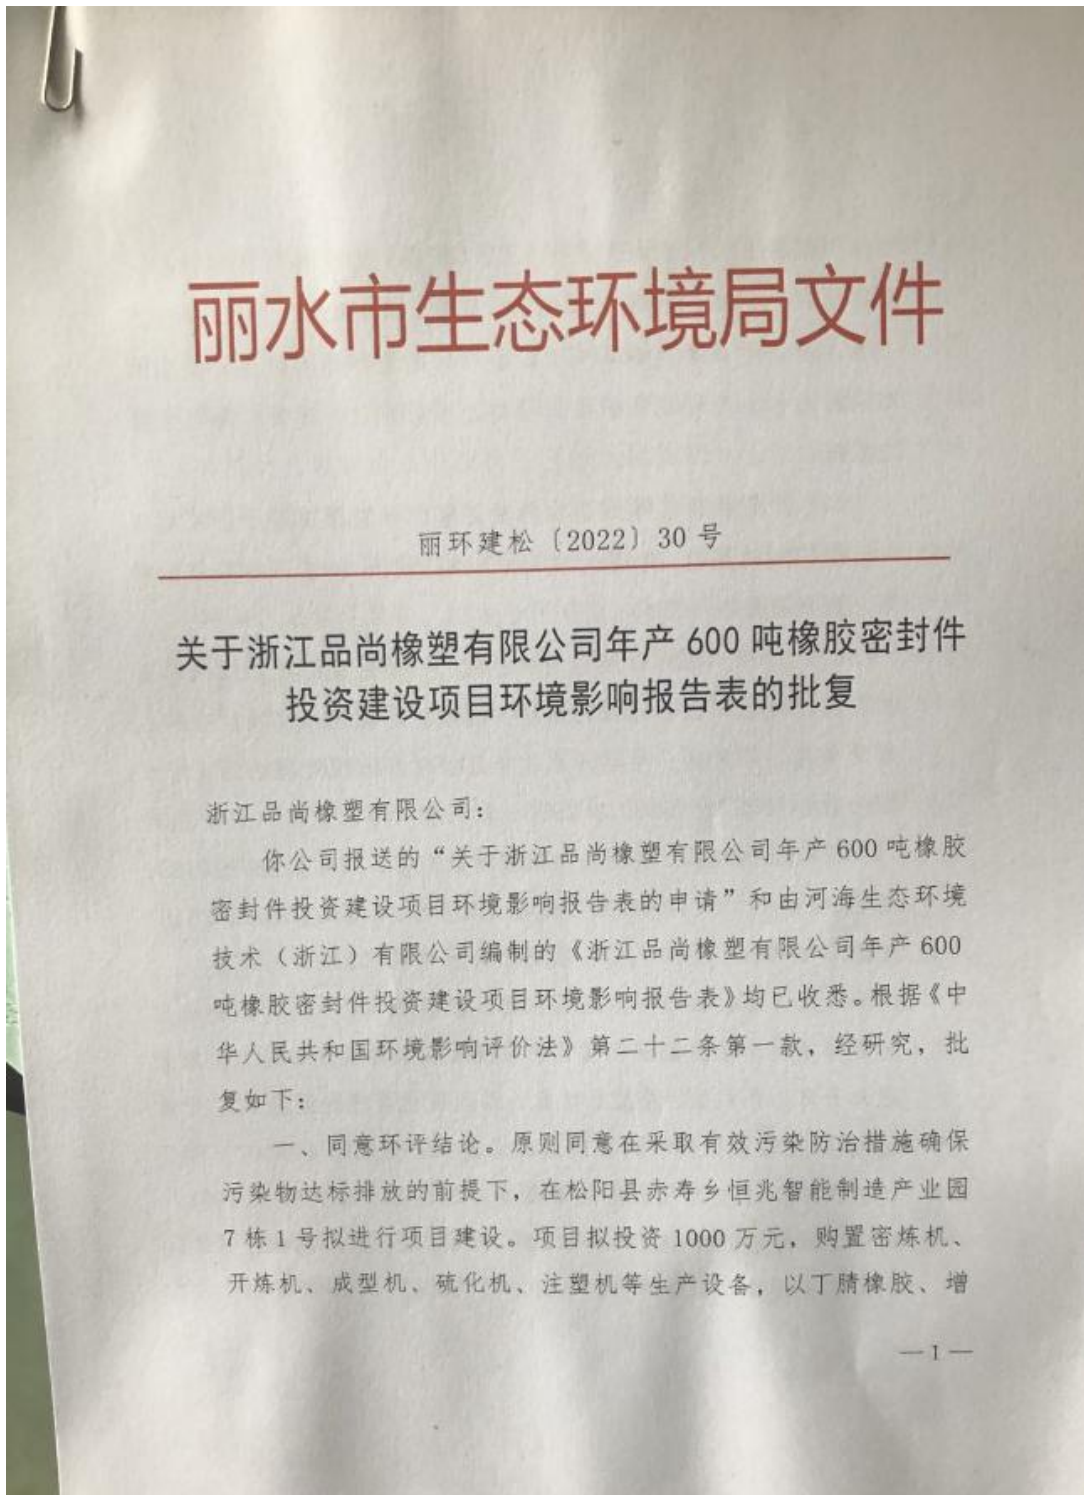 丽水市生态环境局文件
丽环建松〔2022〕30号
关于浙江品尚橡塑有限公司年产600吨橡胶密封件
投资建设项目环境影响报告表的批复
浙江品尚橡塑有限公司：
你公司报送的“关于浙江品尚橡塑有限公司年产600吨橡胶
密封件投资建设项目环境影响报告表的申请”和由河海生态环境
技术（浙江）有限公司编制的《浙江品尚橡塑有限公司年产600
吨橡胶密封件投资建设项目环境影响报告表》均已收悉。根据《中
华人民共和国环境影响评价法》第二十二条第一款，经研究，批
复如下：
一、同意环评结论。原则同意在采取有效污染防治措施确保
污染物达标排放的前提下，在松阳县赤寿乡恒兆智能制造产业园
7栋1号拟进行项目建设。项目拟投资1000万元，购置密炼机、
开炼机、成型机、硫化机、注塑机等生产设备，以丁腈橡胶、增
—1—